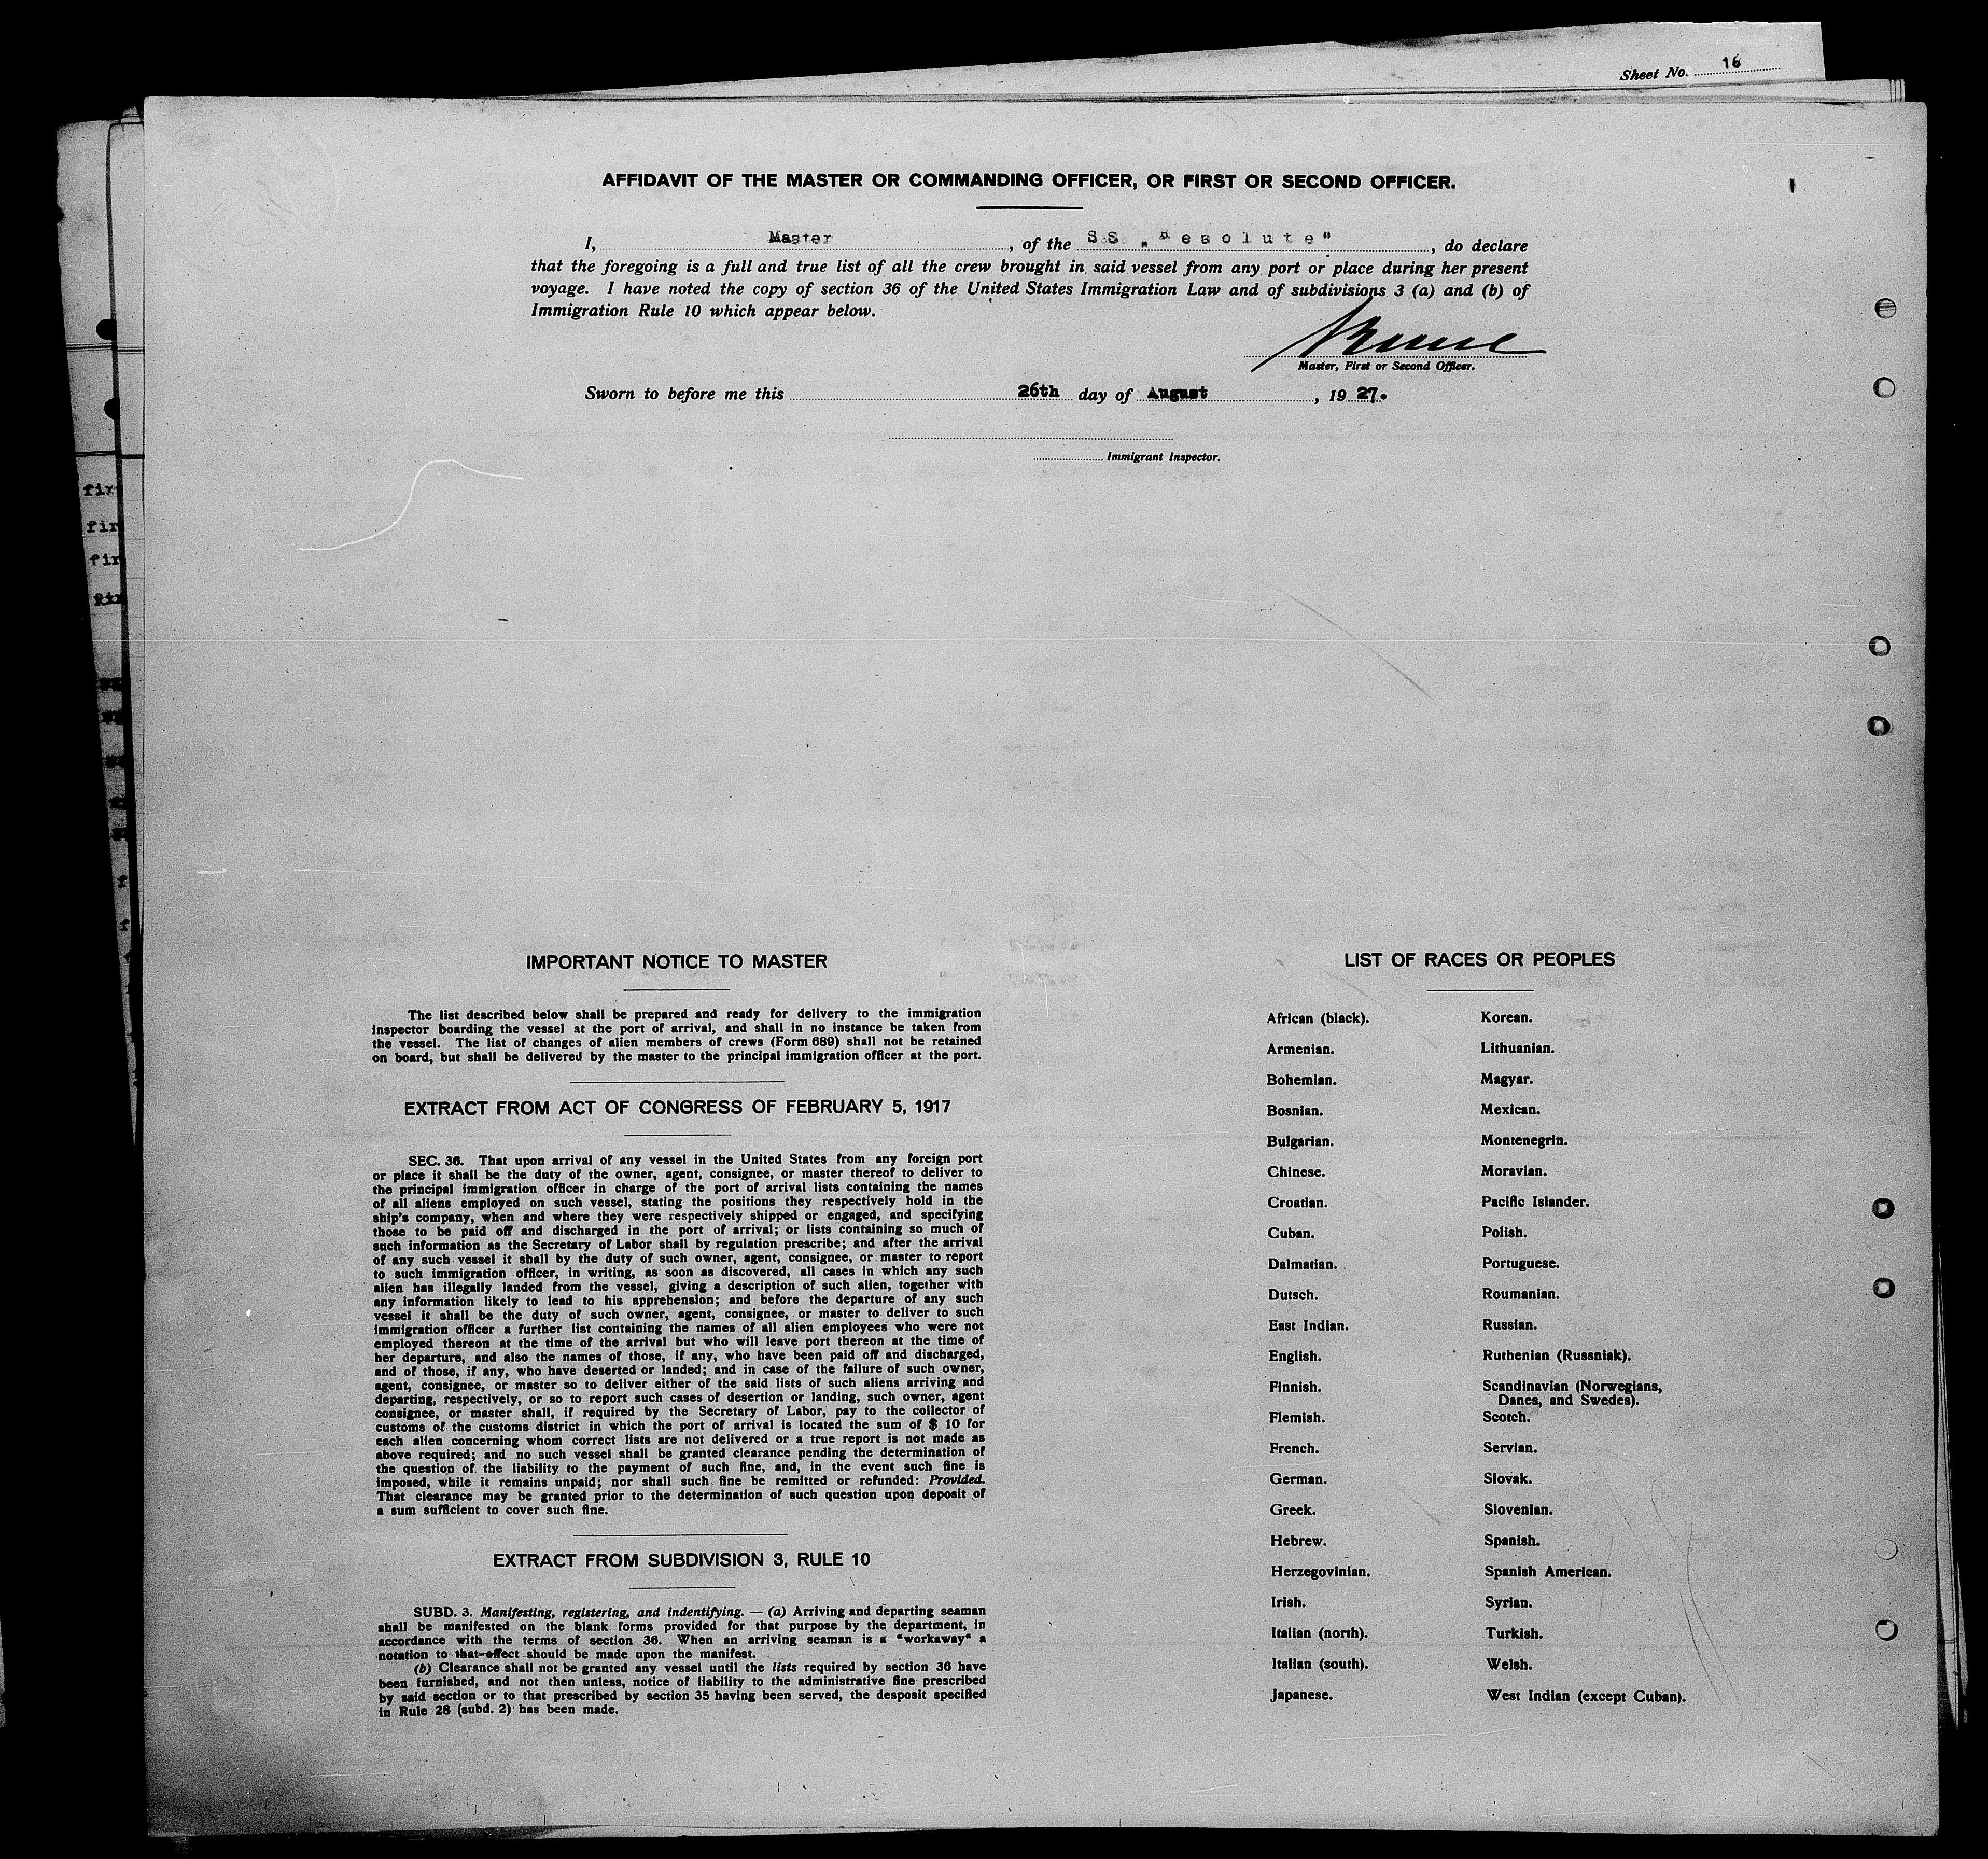 Sheet No. 16
AFFIDAVIT OF THE MASTER OR COMMANDING OFFICER, OR FIRST OR SECOND OFFICER.
I, Master, of the SS „Resolute", do declare
that the foregoing is a full and true list of all the crew brought in said vessel from any port or place during her present
voyage. I have noted the copy of section 36 of the United States Immigration Law and of subdivisions 3 (a) and (b) of
Immigration Rule 10 which appear below.
Master, First or Second Officer.
Sworn to before me this 26th day of August, 1927.
Immigrant Inspector.
fir
fir
fir
fir
IMPORTANT NOTICE TO MASTER
The list described below shall be prepared and ready for delivery to the immigration
inspector boarding the vessel at the port of arrival, and shall in no instance be taken from
the vessel. The list of changes of alien members of crews (Form 689) shall not be retained
on board, but shall be delivered by the master to the principal immigration officer at the port.
EXTRACT FROM ACT OF CONGRESS OF FEBRUARY 5, 1917
SEC. 36. That upon arrival of any vessel in the United States from any foreign port
or place it shall be the duty of the owner, agent, consignee, or master thereof to deliver to
the principal immigration officer in charge of the port of arrival lists containing the names
of all aliens employed on such vessel, stating the positions they respectively hold in the
ship's company, when and where they were respectively shipped or engaged, and specifying
those to be paid off and discharged in the port of arrival; or lists containing so much of
such information as the Secretary of Labor shall by regulation prescribe; and after the arrival
of any such vessel it shall by the duty of such owner, agent, consignee, or master to report
to such immigration officer, in writing, as soon as discovered, all cases in which any such
alien has illegally landed from the vessel, giving a description of such alien, together with
any information likely to lead to his apprehension; and before the departure of any such
vessel it shall be the duty of such owner, agent, consignee, or master to deliver to such
immigration officer a further list containing the names of all alien employees who were not
employed thereon at the time of the arrival but who will leave port thereon at the time of
her departure, and also the names of those, if any, who have been paid off and discharged,
and of those, if any, who have deserted or landed; and in case of the failure of such owner,
agent, consignee, or master so to deliver either of the said lists of such aliens arriving and
departing, respectively, or so to report such cases of desertion or landing, such owner, agent
consignee, or master shall, if required by the Secretary of Labor, pay to the collector of
customs of the customs district in which the port of arrival is located the sum of $ 10 for
each alien concerning whom correct lists are not delivered or a true report is not made as
above required; and no such vessel shall be granted clearance pending the determination of
the question of the liability to the payment of such fine, and, in the event such fine is
imposed, while it remains unpaid; nor shall such fine be remitted or refunded: Provided.
That clearance may be granted prior to the determination of such question upon deposit of
a sum sufficient to cover such fine.
EXTRACT FROM SUBDIVISION 3, RULE 10
SUBD. 3. Manifesting, registering, and indentifying. — (a) Arriving and departing seaman
shall be manifested on the blank forms provided for that purpose by the department, in
accordance with the terms of section 36. When an arriving seaman is a "workaway" a
notation to that effect should be made upon the manifest.
(b) Clearance shall not be granted any vessel until the lists required by section 36 have
been furnished, and not then unless, notice of liability to the administrative fine prescribed
by said section or to that prescribed by section 35 having been served, the desposit specified
in Rule 28 (subd. 2) has been made.
LIST OF RACES OR PEOPLES
African (black).
Armenian.
Bohemian.
Bosnian.
Bulgarian.
Chinese.
Croatian.
Cuban.
Dalmatian.
Dutsch.
East Indian.
English.
Finnish.
Flemish.
French.
German.
Greek.
Hebrew.
Herzegovinian.
Irish.
Italian (north).
Italian (south).
Japanese.
Korean.
Lithuanian.
Magyar.
Mexican.
Montenegrin.
Moravian.
Pacific Islander.
Polish.
Portuguese.
Roumanian.
Russian.
Ruthenian (Russniak).
Scandinavian (Norwegians,
Danes, and Swedes).
Scotch.
Servian.
Slovak.
Slovenian.
Spanish.
Spanish American.
Syrian.
Turkish.
Welsh.
West Indian (except Cuban).